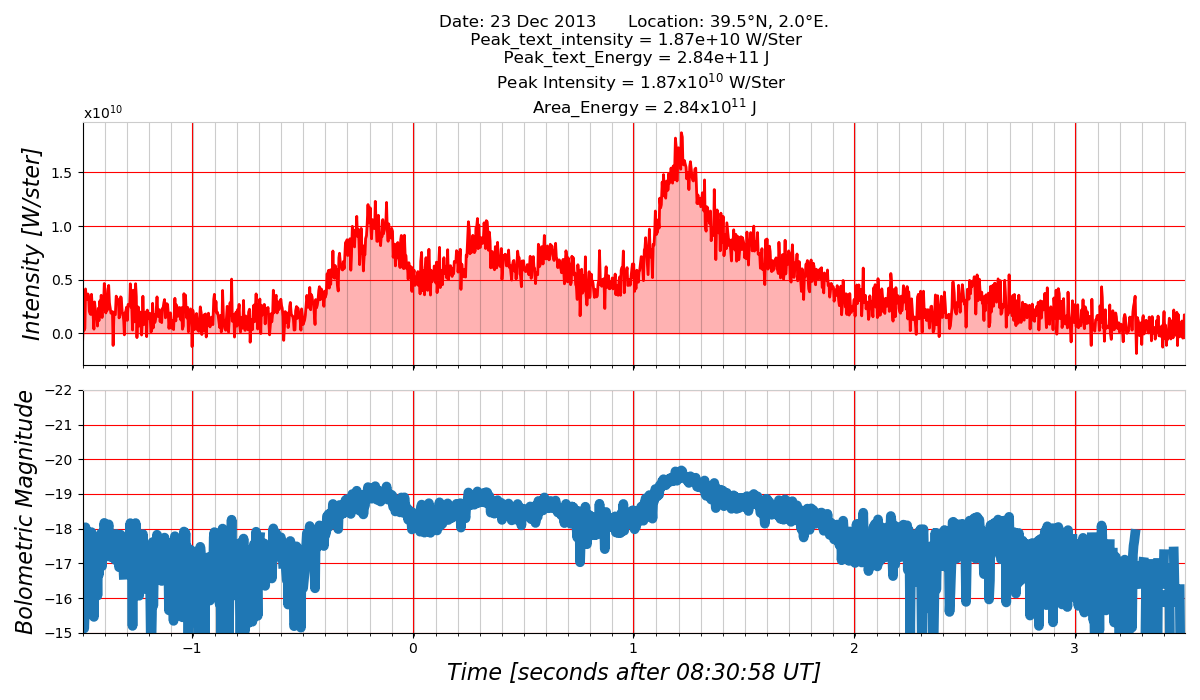 Date: 23 Dec 2013      Location: 39.5°N, 2.0°E.
Peak_text_intensity = 1.87e+10 W/Ster
Peak_text_Energy = 2.84e+11 J
Peak Intensity = 1.87x10¹⁰ W/Ster
Area_Energy = 2.84x10¹¹ J
x10¹⁰
Intensity [W/ster]
1.5
1.0
0.5
0.0
Bolometric Magnitude
−22
−21
−20
−19
−18
−17
−16
−15
−1 0 1 2 3
Time [seconds after 08:30:58 UT]